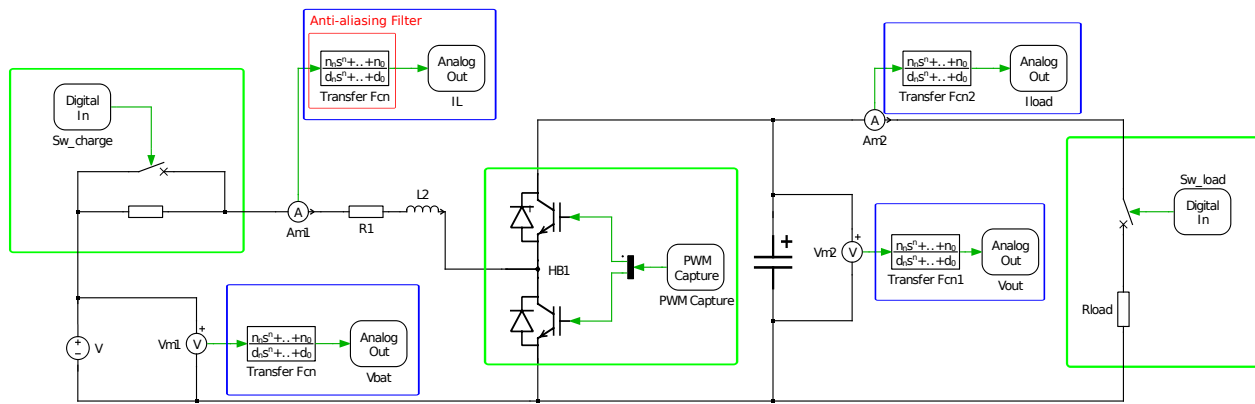 Anti-aliasing Filter
nₙsⁿ+..+n₀
dₙsⁿ+..+d₀
Transfer Fcn
Analog
Out
IL
nₙsⁿ+..+n₀
dₙsⁿ+..+d₀
Transfer Fcn2
Analog
Out
Iload
Digital
In
Sw_charge
A
Am1
R1
L2
A
Am2
HB1
PWM
Capture
PWM Capture
+
Vm2
+
V
nₙsⁿ+..+n₀
dₙsⁿ+..+d₀
Transfer Fcn1
Analog
Out
Vout
Sw_load
Digital
In
Rload
+
−
V
Vm1
+
V
nₙsⁿ+..+n₀
dₙsⁿ+..+d₀
Transfer Fcn
Analog
Out
Vbat